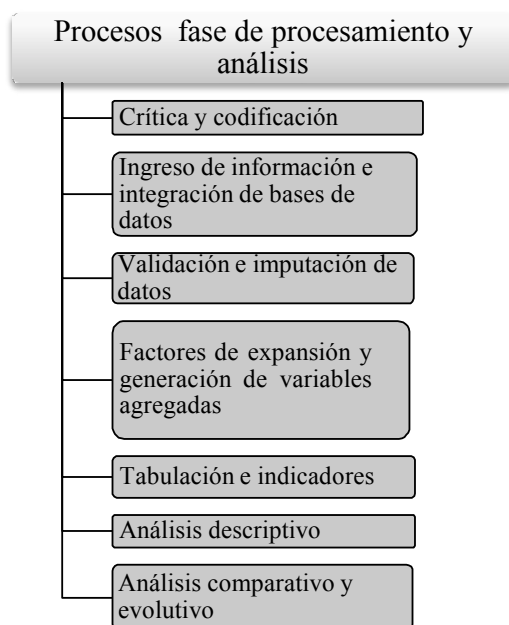 Procesos fase de procesamiento y
análisis
Crítica y codificación
Ingreso de información e
integración de bases de
datos
Validación e imputación de
datos
Factores de expansión y
generación de variables
agregadas
Tabulación e indicadores
Análisis descriptivo
Análisis comparativo y
evolutivo